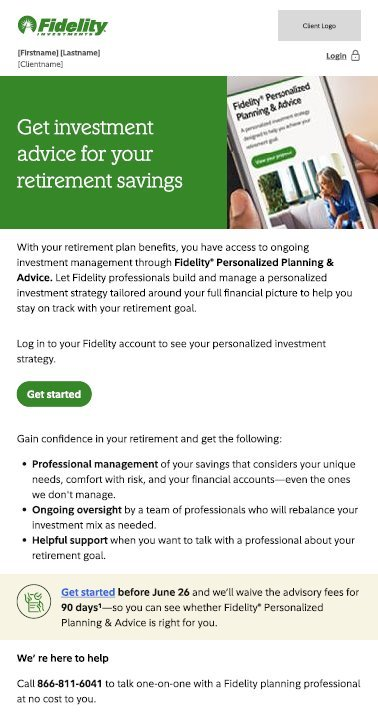 Fidelity
INVESTMENTS
Client Logo
[Firstname] [Lastname]
[Clientname]
Login
Get investment
advice for your
retirement savings
Fidelity® Personalized
Planning & Advice
A personalized investment strategy
designed to help you achieve your
retirement goal.
View your proposal
With your retirement plan benefits, you have access to ongoing
investment management through Fidelity® Personalized Planning &
Advice. Let Fidelity professionals build and manage a personalized
investment strategy tailored around your full financial picture to help you
stay on track with your retirement goal.
Log in to your Fidelity account to see your personalized investment
strategy.
Get started
Gain confidence in your retirement and get the following:
• Professional management of your savings that considers your unique
needs, comfort with risk, and your financial accounts—even the ones
we don't manage.
• Ongoing oversight by a team of professionals who will rebalance your
investment mix as needed.
• Helpful support when you want to talk with a professional about your
retirement goal.
Get started before June 26 and we'll waive the advisory fees for
90 days¹—so you can see whether Fidelity® Personalized
Planning & Advice is right for you.
We' re here to help
Call 866-811-6041 to talk one-on-one with a Fidelity planning professional
at no cost to you.